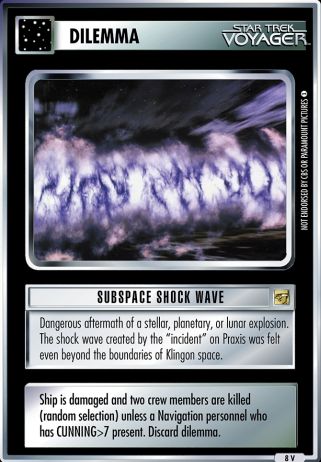 DILEMMA
STAR TREK
VOYAGER
NOT ENDORSED BY CBS OR PARAMOUNT PICTURES
SUBSPACE SHOCK WAVE
Dangerous aftermath of a stellar, planetary, or lunar explosion.
The shock wave created by the "incident" on Praxis was felt
even beyond the boundaries of Klingon space.
Ship is damaged and two crew members are killed
(random selection) unless a Navigation personnel who
has CUNNING>7 present. Discard dilemma.
8 V